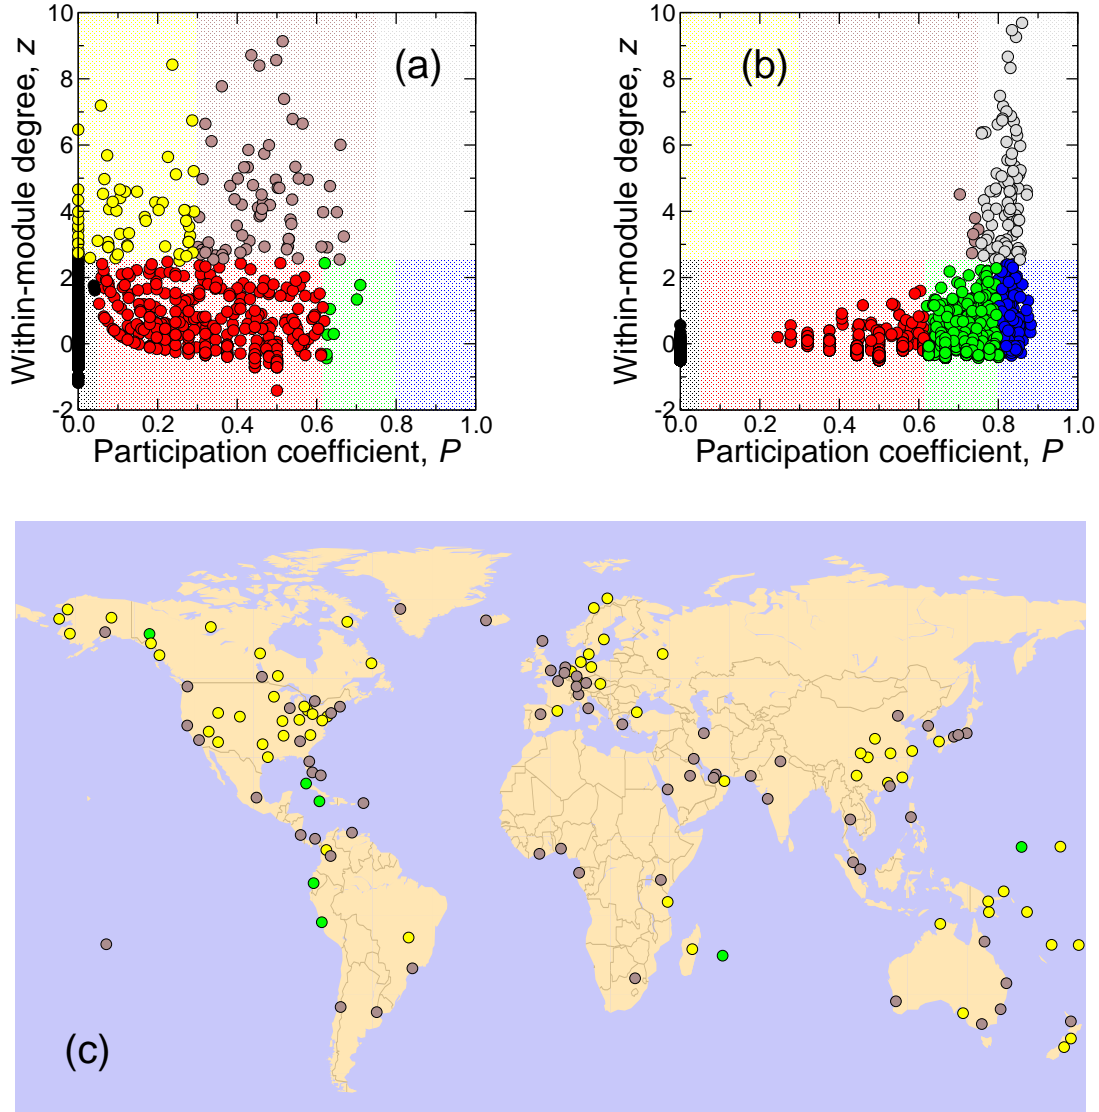 10
8
6
4
2
0
-2
Within-module degree, z
(a)
0.0 0.2 0.4 0.6 0.8 1.0
Participation coefficient, P
10
8
6
4
2
0
-2
Within-module degree, z
(b)
0.0 0.2 0.4 0.6 0.8 1.0
Participation coefficient, P
(c)